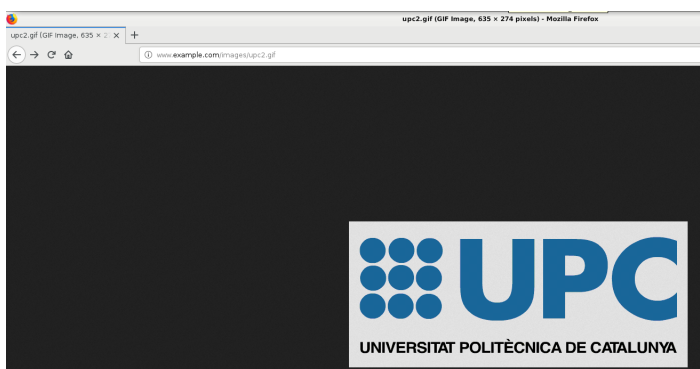 upc2.gif (GIF Image, 635 × 274 pixels) - Mozilla Firefox
upc2.gif (GIF Image, 635 × 2
www.example.com/images/upc2.gif
UPC
UNIVERSITAT POLITÈCNICA DE CATALUNYA